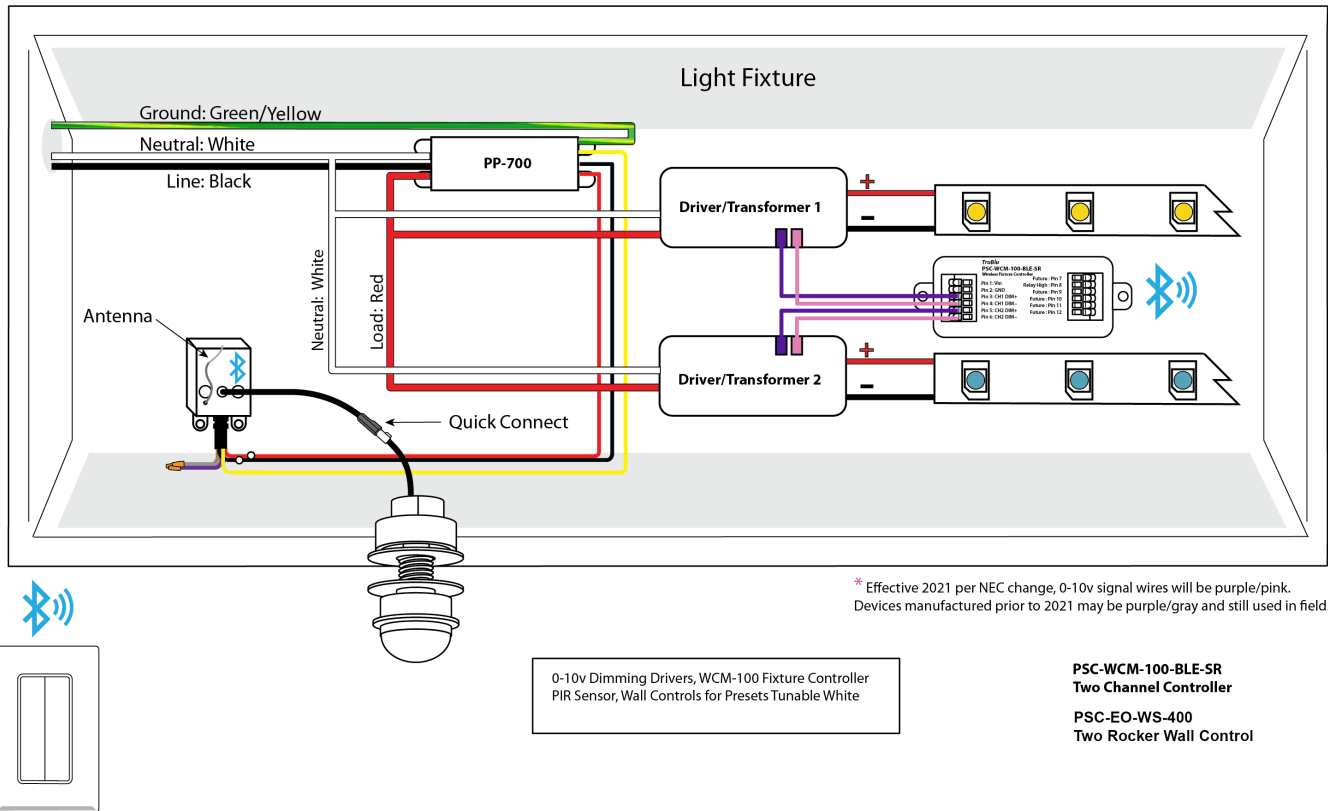 Light Fixture
Ground: Green/Yellow
Neutral: White
Line: Black
PP-700
Driver/Transformer 1
+
−
TruBlu
PSC-WCM-100-BLE-SR
Wireless Fixture Controller
Pin 1: Vin
Pin 2: GND
Pin 3: CH1 DIM+
Pin 4: CH1 DIM−
Pin 5: CH2 DIM+
Pin 6: CH2 DIM−
Future : Pin 7
Relay High : Pin 8
Future : Pin 9
Future : Pin 10
Future : Pin 11
Future : Pin 12
Neutral: White
Load: Red
Antenna
Driver/Transformer 2
+
−
Quick Connect
* Effective 2021 per NEC change, 0-10v signal wires will be purple/pink.
Devices manufactured prior to 2021 may be purple/gray and still used in field.
0-10v Dimming Drivers, WCM-100 Fixture Controller
PIR Sensor, Wall Controls for Presets Tunable White
PSC-WCM-100-BLE-SR
Two Channel Controller
PSC-EO-WS-400
Two Rocker Wall Control